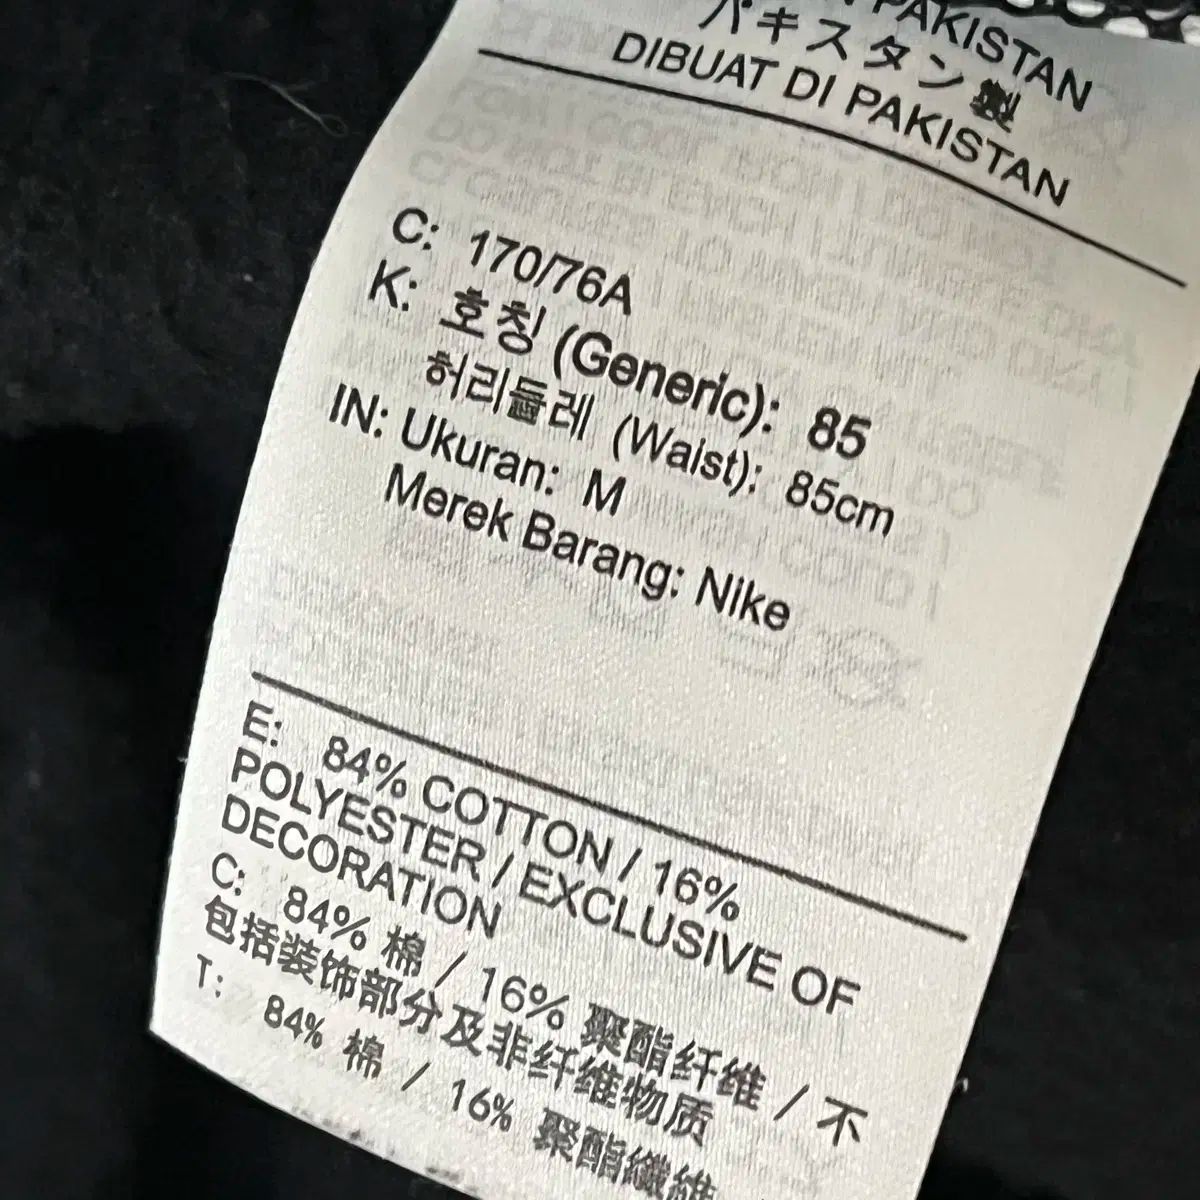 PAKISTAN
パキスタン製
DIBUAT DI PAKISTAN
C: 170/76A
K: 호칭 (Generic): 85
허리둘레 (Waist): 85cm
IN: Ukuran: M
Merek Barang: Nike
E: 84% COTTON / 16%
POLYESTER / EXCLUSIVE OF
DECORATION
C: 84% 棉 / 16% 聚酯纤维 / 不
包括装饰部分及非纤维物质
T: 84% 棉 / 16% 聚酯纖維